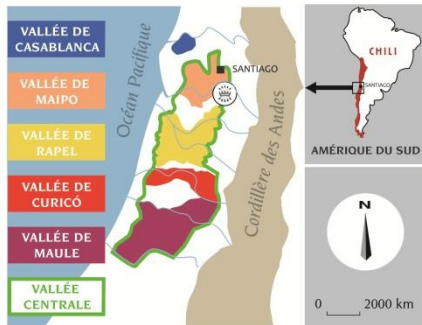 VALLÉE DE
CASABLANCA
VALLÉE DE
MAIPO
VALLÉE DE
RAPEL
VALLÉE DE
CURICÓ
VALLÉE DE
MAULE
VALLÉE
CENTRALE
Océan Pacifique
SANTIAGO
Cordillère des Andes
CHILI
SANTIAGO
AMÉRIQUE DU SUD
N
0 2000 km